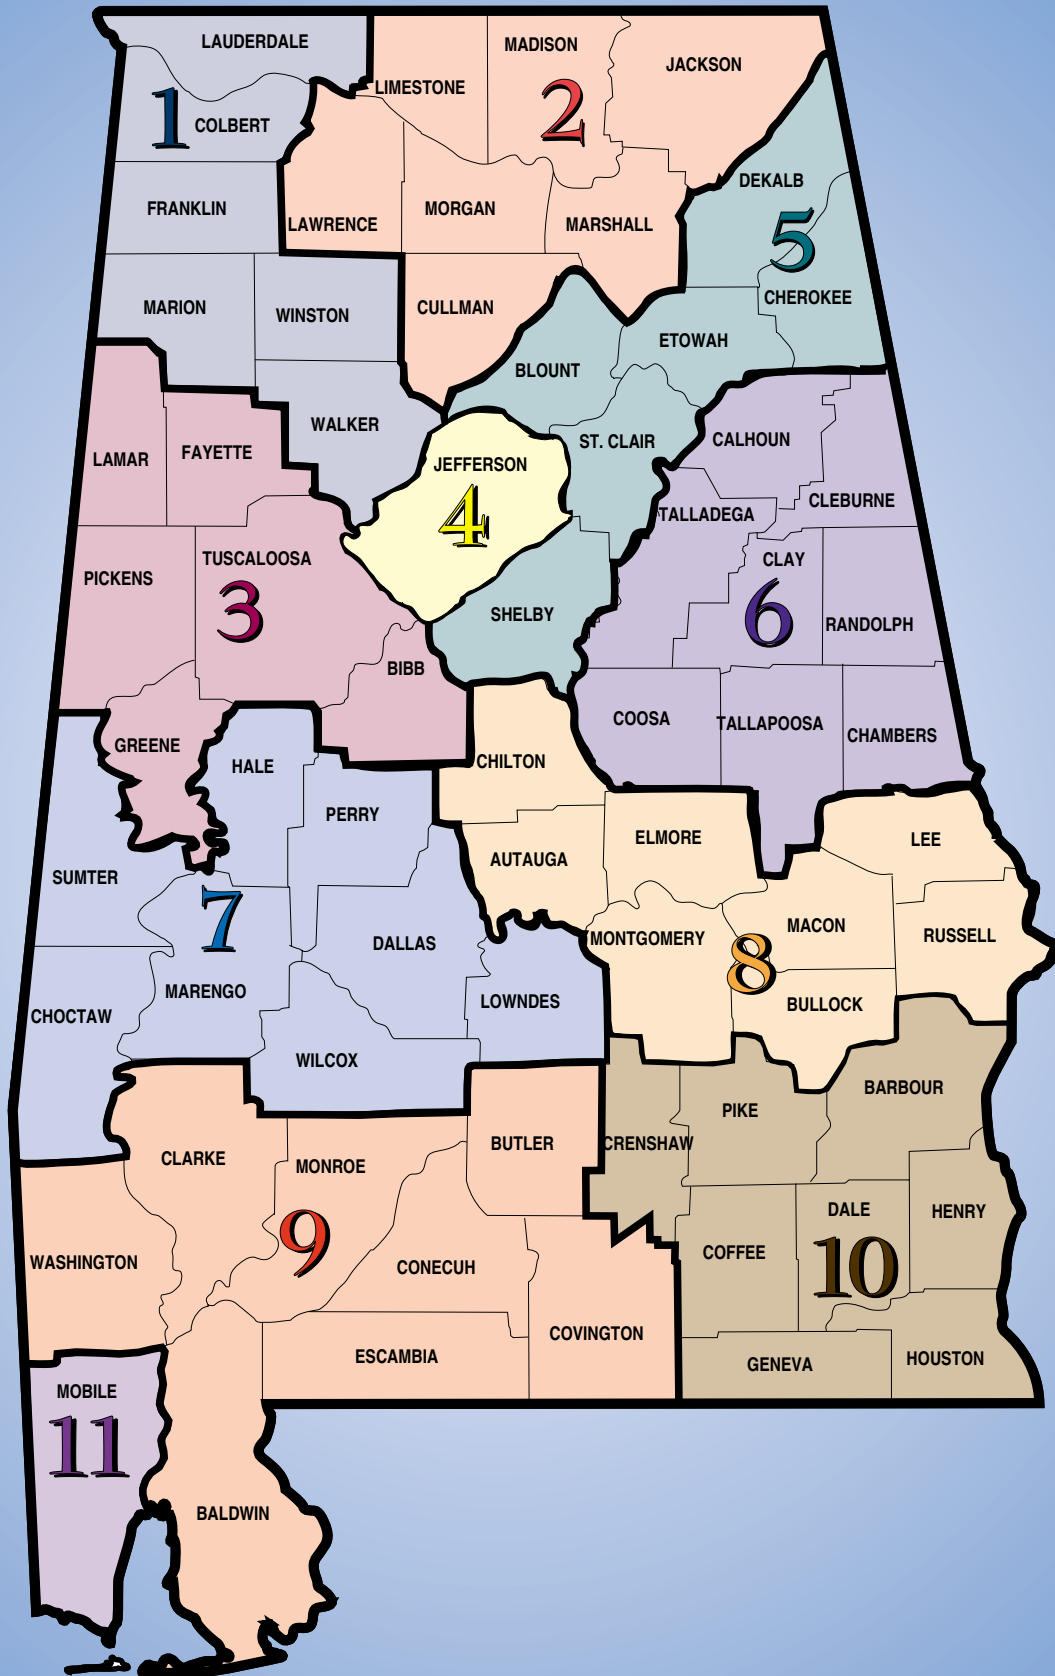 LAUDERDALE
MADISON
JACKSON
LIMESTONE
1
2
COLBERT
DEKALB
FRANKLIN
LAWRENCE
MORGAN
MARSHALL
5
CHEROKEE
MARION
WINSTON
CULLMAN
ETOWAH
BLOUNT
WALKER
ST. CLAIR
CALHOUN
LAMAR
FAYETTE
JEFFERSON
4
CLEBURNE
TALLADEGA
TUSCALOOSA
CLAY
PICKENS
3
6
SHELBY
RANDOLPH
BIBB
COOSA
TALLAPOOSA
CHAMBERS
GREENE
HALE
CHILTON
PERRY
ELMORE
LEE
AUTAUGA
SUMTER
7
MACON
DALLAS
MONTGOMERY
8
RUSSELL
MARENGO
LOWNDES
BULLOCK
CHOCTAW
WILCOX
BARBOUR
PIKE
CRENSHAW
BUTLER
CLARKE
MONROE
DALE
HENRY
9
COFFEE
10
WASHINGTON
CONECUH
COVINGTON
ESCAMBIA
GENEVA
HOUSTON
MOBILE
11
BALDWIN